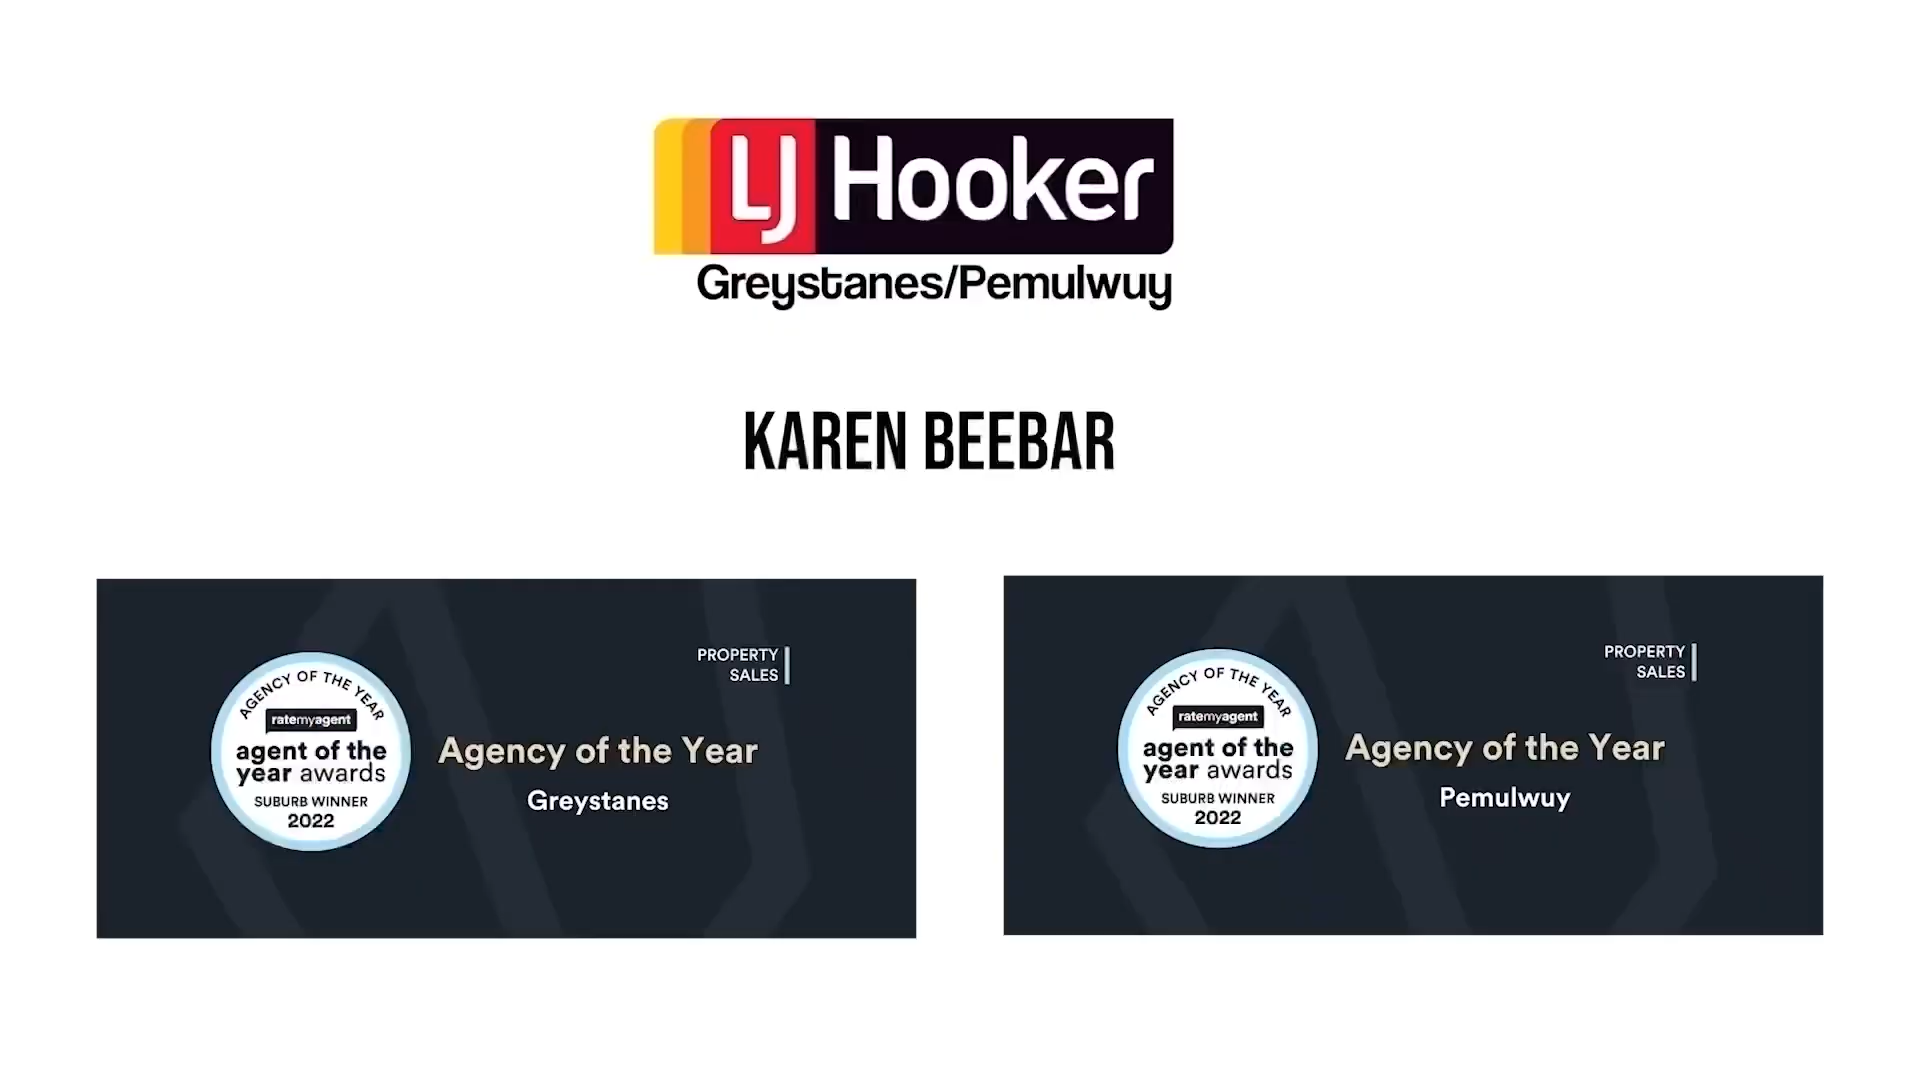 LJ Hooker
Greystanes/Pemulwuy
KAREN BEEBAR
PROPERTY
SALES
AGENCY OF THE YEAR
ratemyagent
agent of the
year awards
SUBURB WINNER
2022
Agency of the Year
Greystanes
PROPERTY
SALES
AGENCY OF THE YEAR
ratemyagent
agent of the
year awards
SUBURB WINNER
2022
Agency of the Year
Pemulwuy